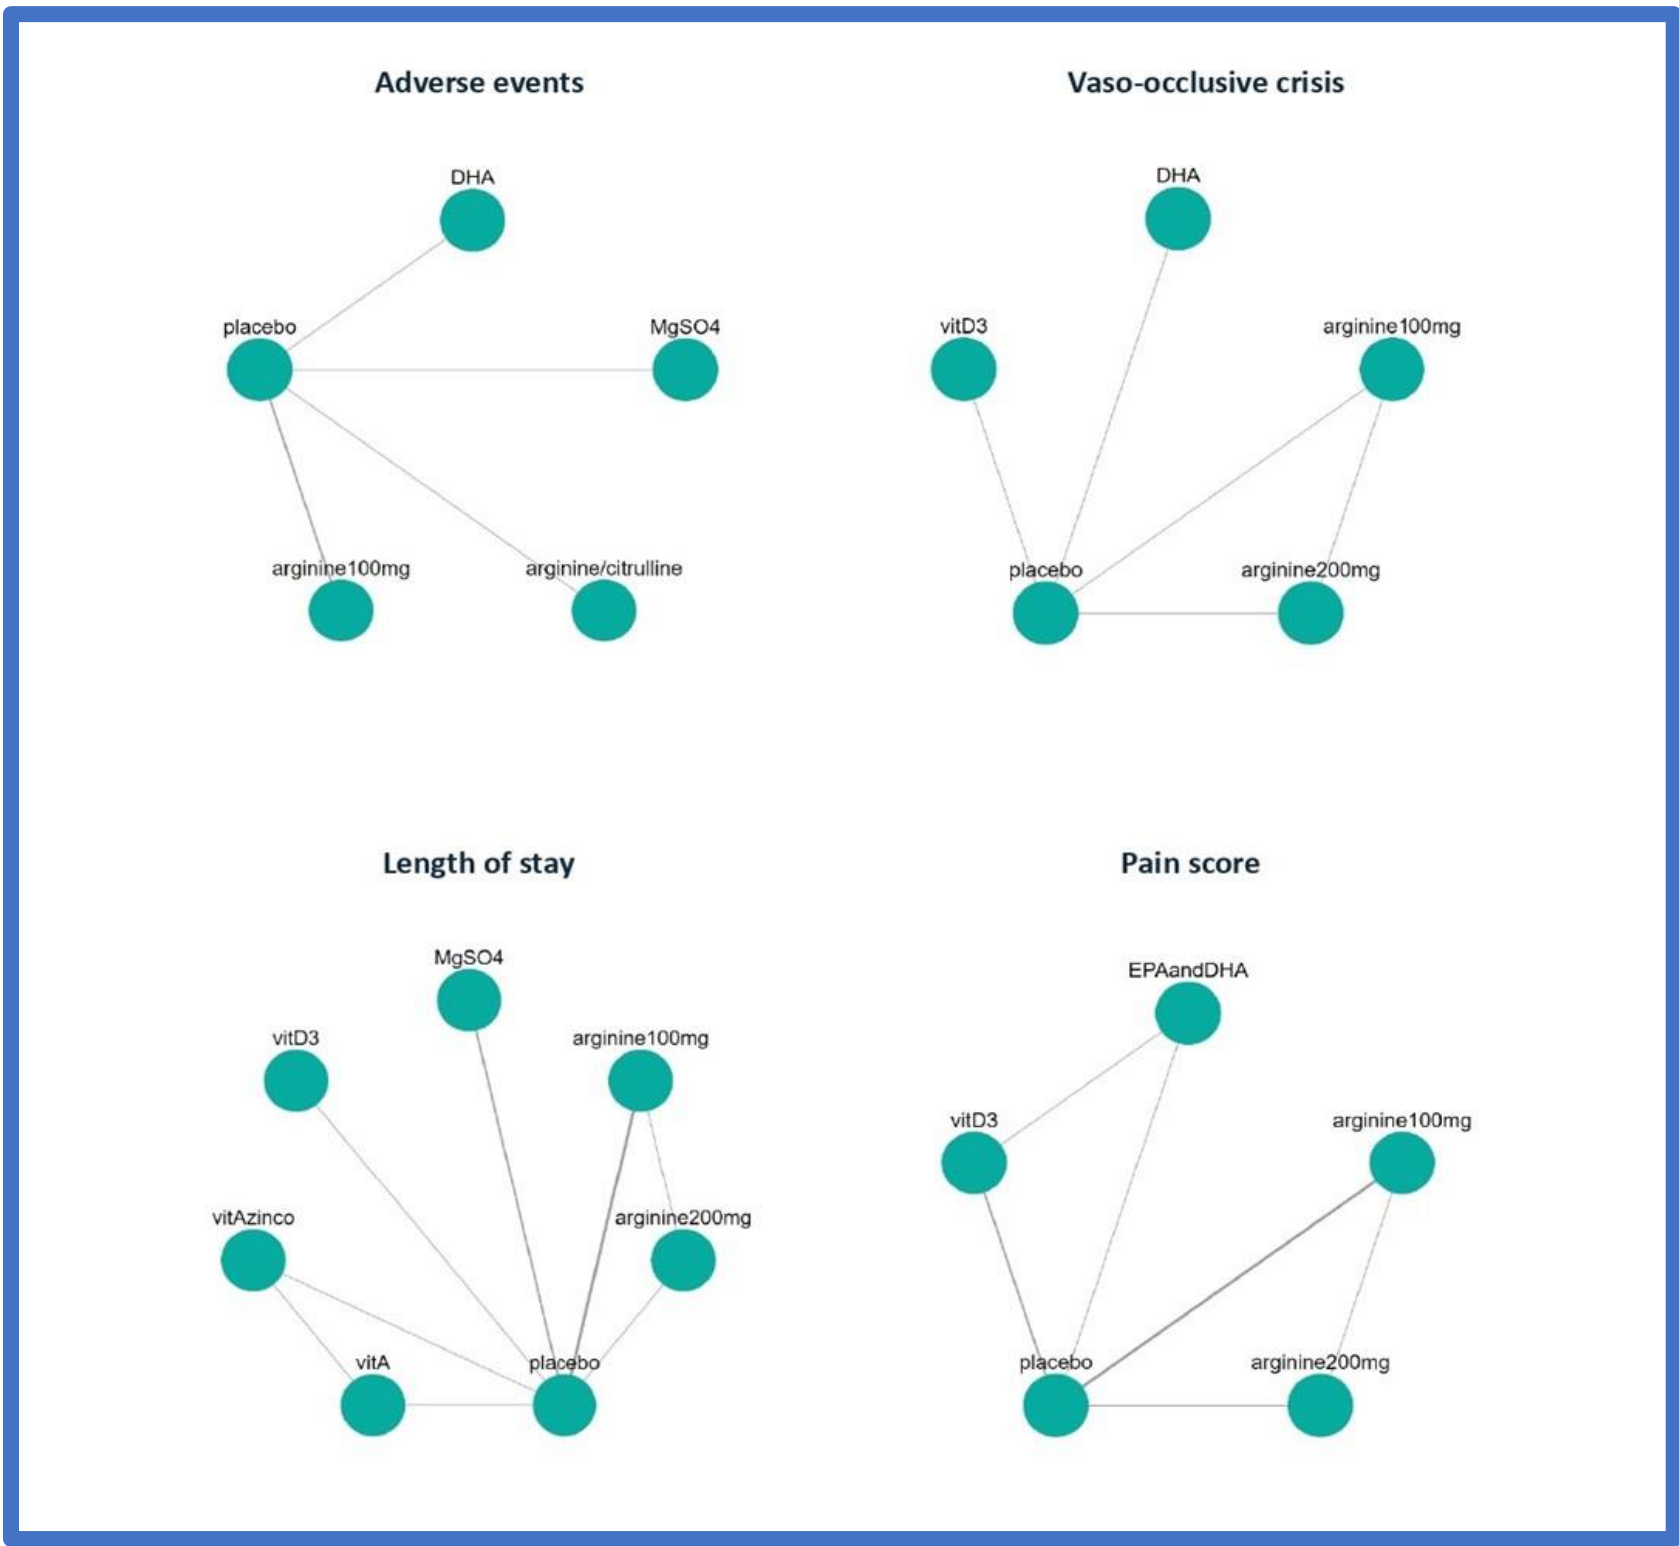 Adverse events
DHA
placebo
MgSO4
arginine100mg
arginine/citrulline
Vaso-occlusive crisis
DHA
vitD3
arginine100mg
placebo
arginine200mg
Length of stay
MgSO4
vitD3
arginine100mg
vitAzinco
arginine200mg
vitA
placebo
Pain score
EPAandDHA
vitD3
arginine100mg
placebo
arginine200mg